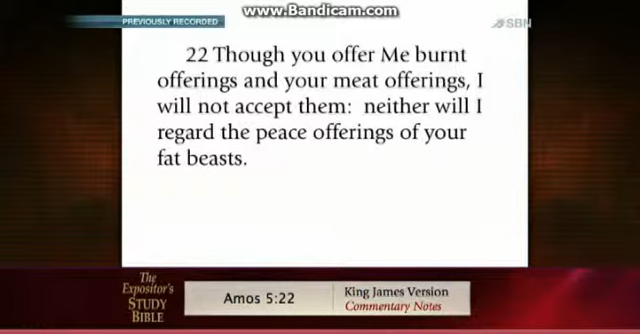 www.Bandicam.com
PREVIOUSLY RECORDED
SBN
22 Though you offer Me burnt
offerings and your meat offerings, I
will not accept them: neither will I
regard the peace offerings of your
fat beasts.
The
Expositor's
STUDY
BIBLE
Amos 5:22
King James Version
Commentary Notes